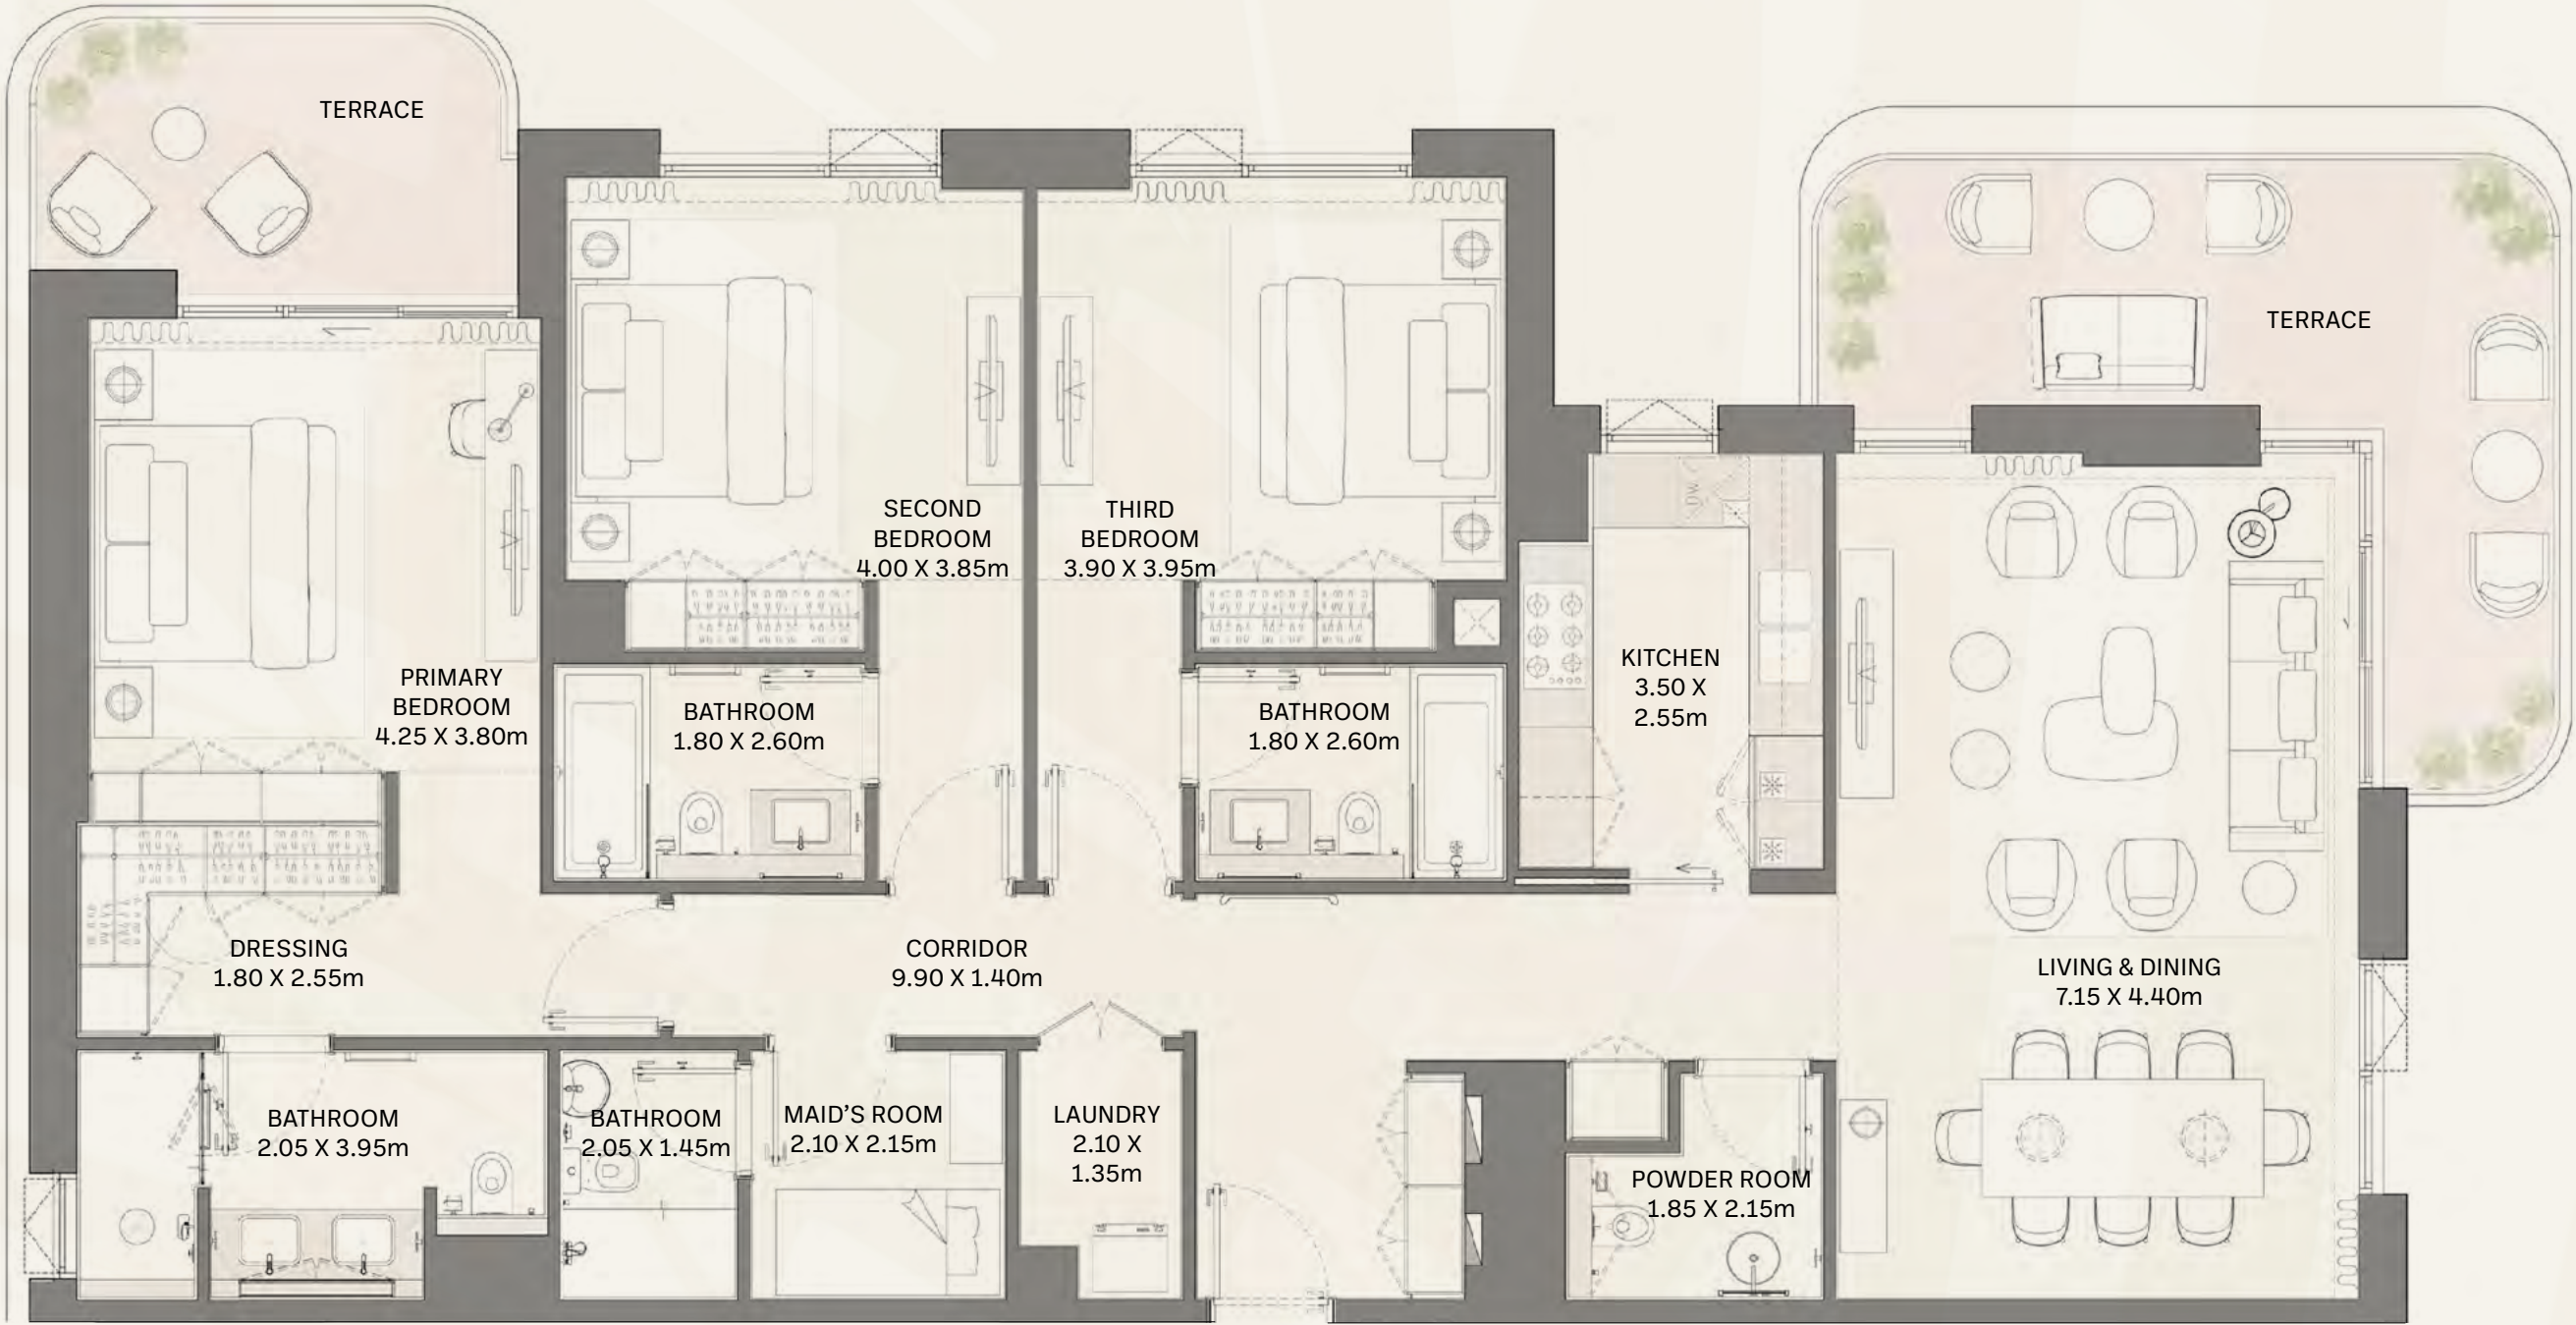 TERRACE
TERRACE
SECOND
BEDROOM
4.00 X 3.85m
THIRD
BEDROOM
3.90 X 3.95m
DW
PRIMARY
BEDROOM
4.25 X 3.80m
BATHROOM
1.80 X 2.60m
BATHROOM
1.80 X 2.60m
KITCHEN
3.50 X
2.55m
DRESSING
1.80 X 2.55m
CORRIDOR
9.90 X 1.40m
LIVING & DINING
7.15 X 4.40m
BATHROOM
2.05 X 3.95m
BATHROOM
2.05 X 1.45m
MAID’S ROOM
2.10 X 2.15m
LAUNDRY
2.10 X
1.35m
POWDER ROOM
1.85 X 2.15m